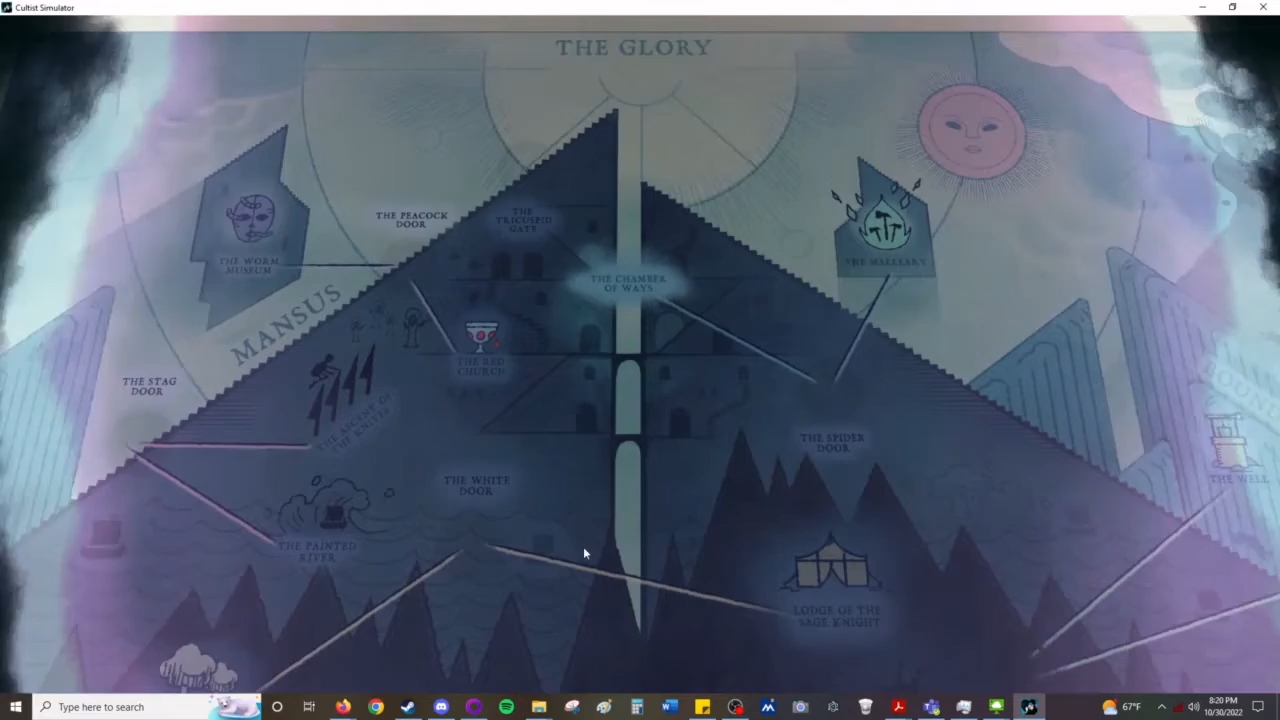 Cultist Simulator
THE GLORY
THE PEACOCK
DOOR
THE
TRICUSPID
GATE
THE WORM
MUSEUM
THE MALLEARY
THE CHAMBER
OF WAYS
MANSUS
THE RED
CHURCH
THE STAG
DOOR
THE ASCENT OF
THE KNIVES
THE SPIDER
DOOR
THE WELL
THE WHITE
DOOR
THE PAINTED
RIVER
LODGE OF THE
SAGE KNIGHT
Type here to search
67°F
8:20 PM
10/30/2022